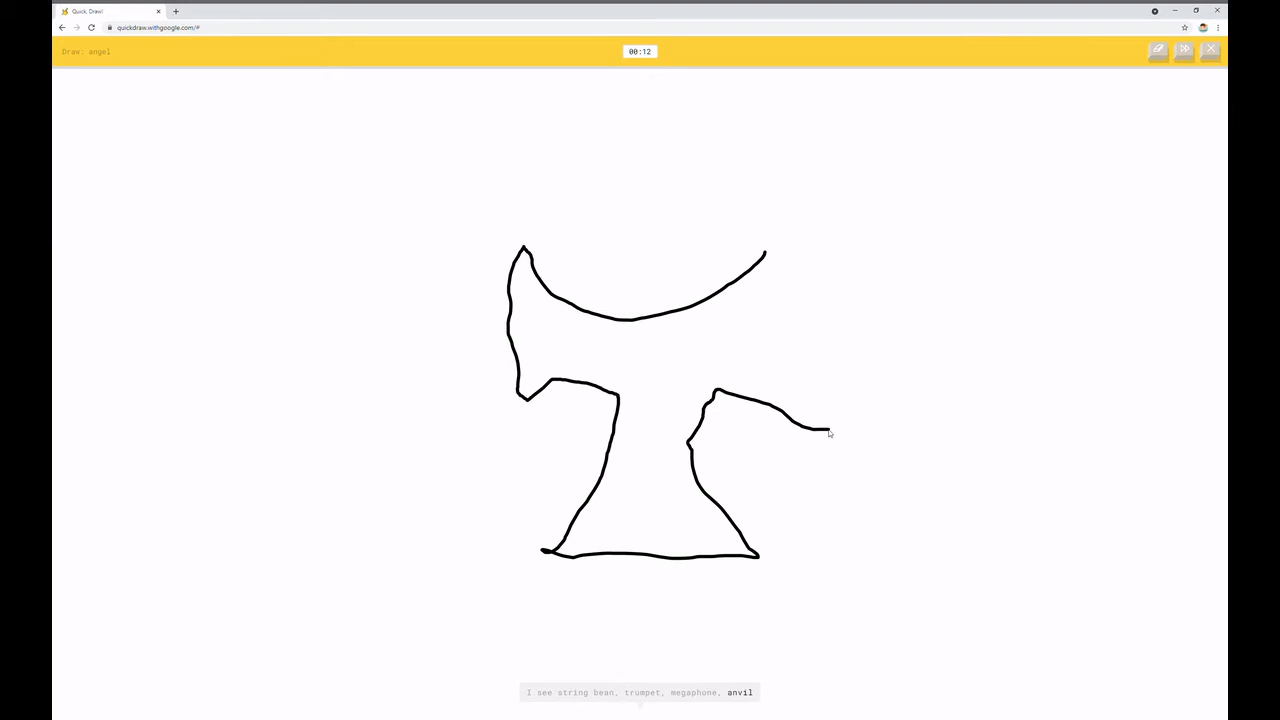 Quick, Draw!
quickdraw.withgoogle.com/#
Draw: angel
00:12
I see string bean, trumpet, megaphone, anvil